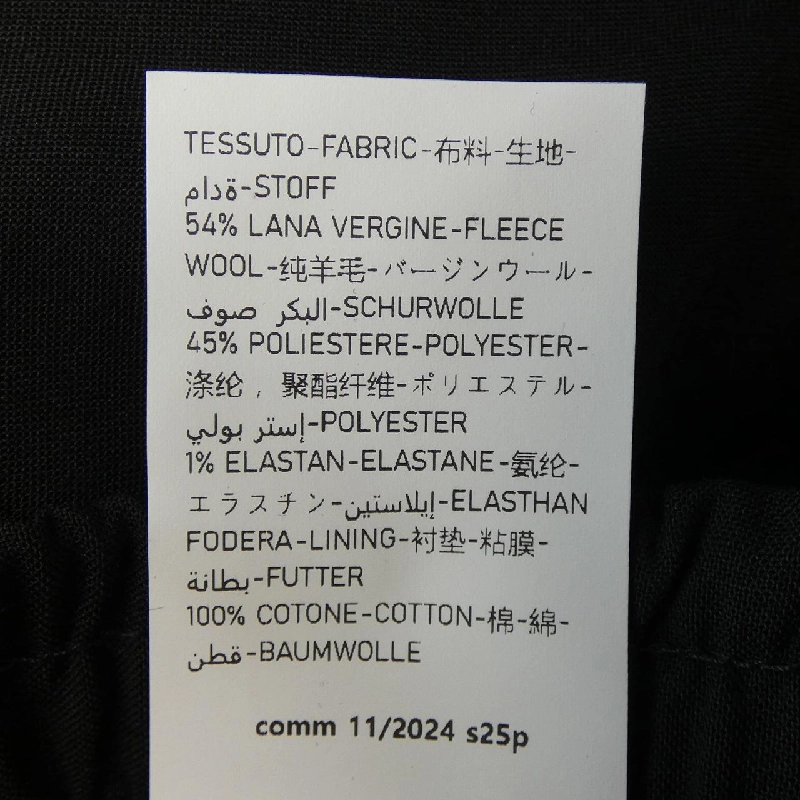 TESSUTO-FABRIC-布料-生地-
ةدام-STOFF
54% LANA VERGINE-FLEECE
WOOL-纯羊毛-バージンウール-
البكر صوف-SCHURWOLLE
45% POLIESTERE-POLYESTER-
涤纶，聚酯纤维-ポリエステル-
إستر بولي-POLYESTER
1% ELASTAN-ELASTANE-氨纶-
エラスチン-إيلاستين-ELASTHAN
FODERA-LINING-衬垫-粘膜-
بطانة-FUTTER
100% COTONE-COTTON-棉-綿-
قطن-BAUMWOLLE
comm 11/2024 s25p